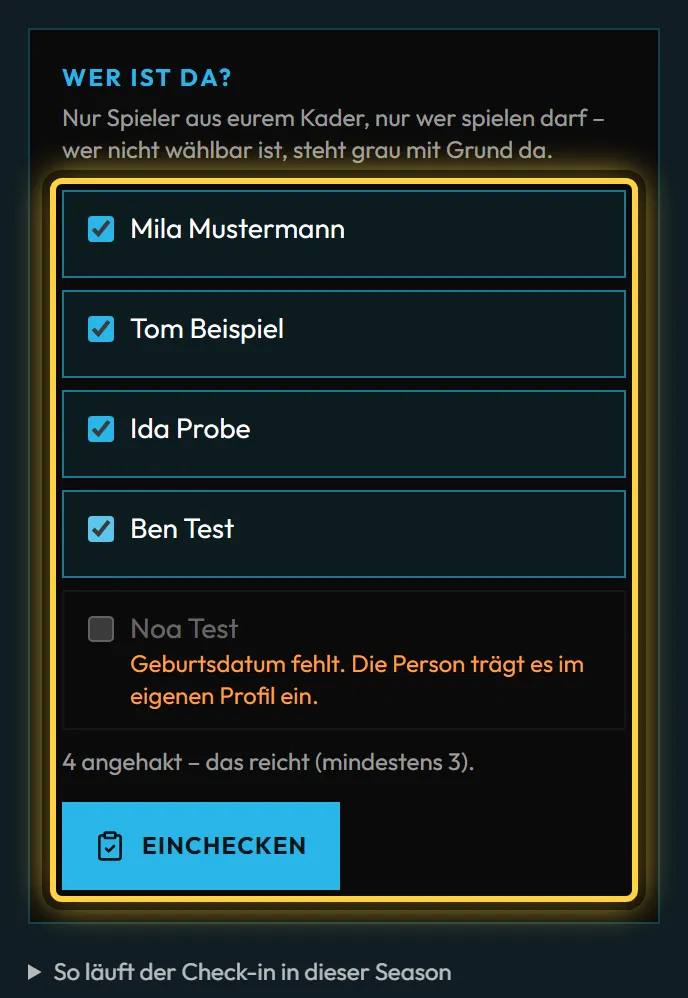 WER IST DA?
Nur Spieler aus eurem Kader, nur wer spielen darf –
wer nicht wählbar ist, steht grau mit Grund da.
Mila Mustermann
Tom Beispiel
Ida Probe
Ben Test
Noa Test
Geburtsdatum fehlt. Die Person trägt es im
eigenen Profil ein.
4 angehakt – das reicht (mindestens 3).
EINCHECKEN
So läuft der Check-in in dieser Season